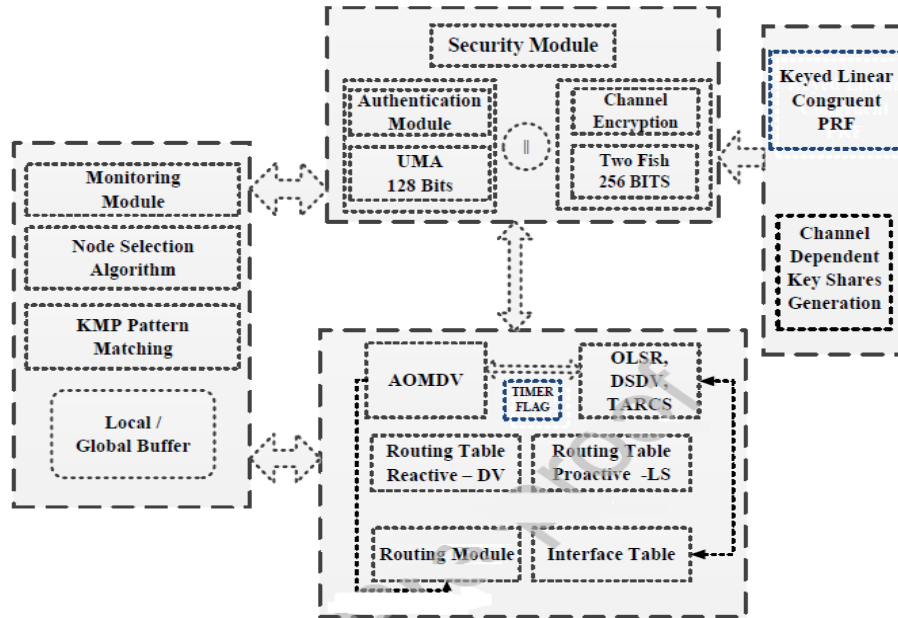 Security Module
Authentication
Module
UMA
128 Bits
||
Channel
Encryption
Two Fish
256 BITS
Keyed Linear
Congruent
PRF
Channel
Dependent
Key Shares
Generation
Monitoring
Module
Node Selection
Algorithm
KMP Pattern
Matching
Local /
Global Buffer
AOMDV
TIMER
FLAG
OLSR,
DSDV,
TARCS
Routing Table
Reactive – DV
Routing Table
Proactive -LS
Routing Module
Interface Table